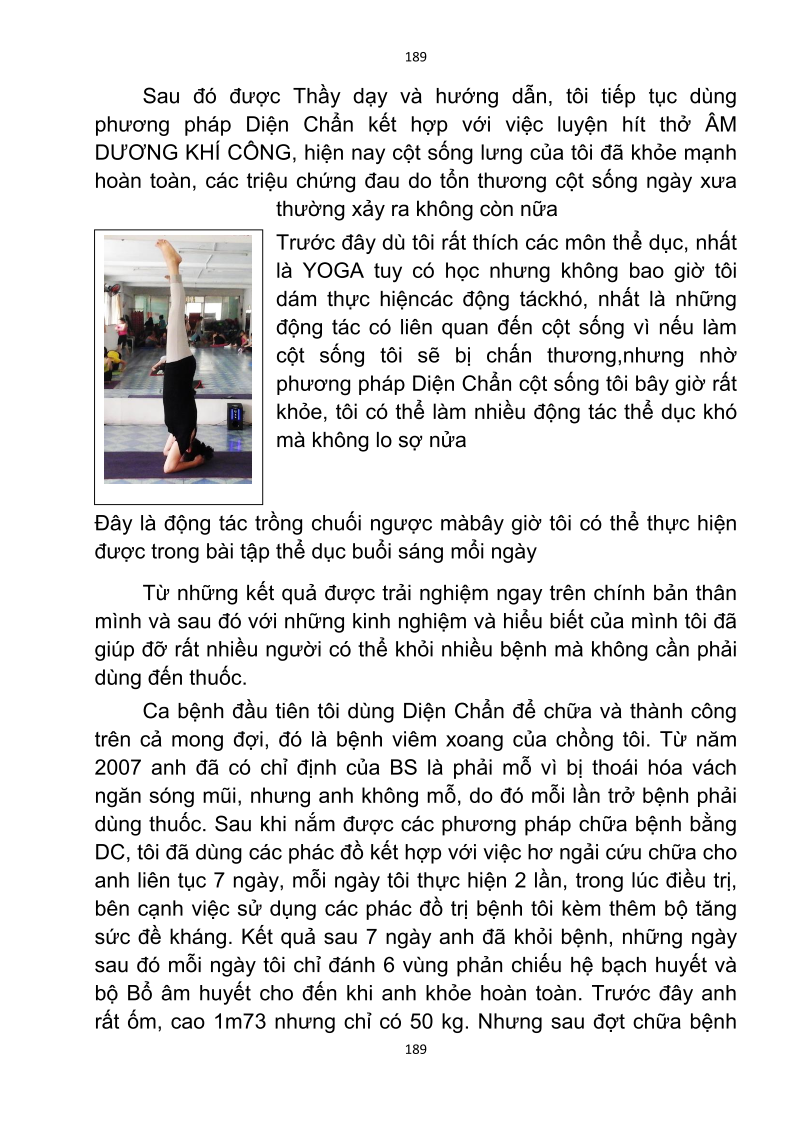 189
Sau đó được Thầy dạy và hướng dẫn, tôi tiếp tục dùng
phương pháp Diện Chẩn kết hợp với việc luyện hít thở ÂM
DƯƠNG KHÍ CÔNG, hiện nay cột sống lưng của tôi đã khỏe mạnh
hoàn toàn, các triệu chứng đau do tổn thương cột sống ngày xưa
thường xảy ra không còn nữa
Trước đây dù tôi rất thích các môn thể dục, nhất
là YOGA tuy có học nhưng không bao giờ tôi
dám thực hiệncác động táckhó, nhất là những
động tác có liên quan đến cột sống vì nếu làm
cột sống tôi sẽ bị chấn thương,nhưng nhờ
phương pháp Diện Chẩn cột sống tôi bây giờ rất
khỏe, tôi có thể làm nhiều động tác thể dục khó
mà không lo sợ nửa
Đây là động tác trồng chuối ngược màbây giờ tôi có thể thực hiện
được trong bài tập thể dục buổi sáng mổi ngày
Từ những kết quả được trải nghiệm ngay trên chính bản thân
mình và sau đó với những kinh nghiệm và hiểu biết của mình tôi đã
giúp đỡ rất nhiều người có thể khỏi nhiều bệnh mà không cần phải
dùng đến thuốc.
Ca bệnh đầu tiên tôi dùng Diện Chẩn để chữa và thành công
trên cả mong đợi, đó là bệnh viêm xoang của chồng tôi. Từ năm
2007 anh đã có chỉ định của BS là phải mỗ vì bị thoái hóa vách
ngăn sóng mũi, nhưng anh không mỗ, do đó mỗi lần trở bệnh phải
dùng thuốc. Sau khi nắm được các phương pháp chữa bệnh bằng
DC, tôi đã dùng các phác đồ kết hợp với việc hơ ngải cứu chữa cho
anh liên tục 7 ngày, mỗi ngày tôi thực hiện 2 lần, trong lúc điều trị,
bên cạnh việc sử dụng các phác đồ trị bệnh tôi kèm thêm bộ tăng
sức đề kháng. Kết quả sau 7 ngày anh đã khỏi bệnh, những ngày
sau đó mỗi ngày tôi chỉ đánh 6 vùng phản chiếu hệ bạch huyết và
bộ Bổ âm huyết cho đến khi anh khỏe hoàn toàn. Trước đây anh
rất ốm, cao 1m73 nhưng chỉ có 50 kg. Nhưng sau đợt chữa bệnh
189